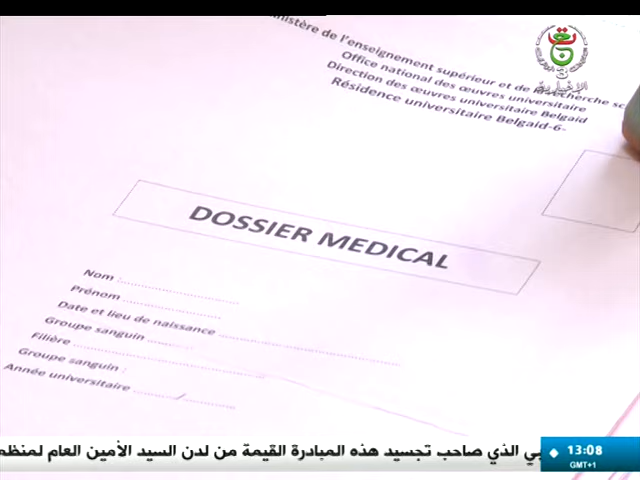 Ministère de l'enseignement supérieur et de la recherche
Office national des œuvres universitaire
Direction des œuvres universitaire Belgaid
Résidence universitaire Belgaid-6-
DOSSIER MEDICAL
Nom :
Prénom
Date et lieu de naissance
Groupe sanguin
Filière
Groupe sanguin :
Année universitaire ........../..........
الإخبارية
3
الذي صاحب تجسيد هذه المبادرة القيمة من لدن السيد الأمين العام
13:08
GMT+1